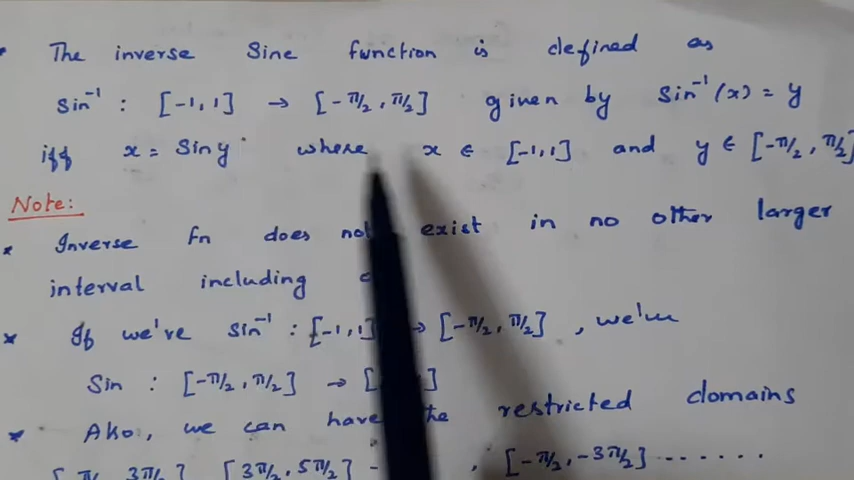 * The inverse Sine function is defined as
sin⁻¹ : [-1,1] → [-π/2, π/2] given by sin⁻¹(x) = y
iff x = Sin y where x ∈ [-1,1] and y ∈ [-π/2, π/2]
Note:
* Inverse fn does not exist in no other larger
interval including
* If we've sin⁻¹ : [-1,1] → [-π/2, π/2] ,
Sin : [-π/2, π/2] → [
* Also, we can have the restricted domains
3π/2] [3π/2, 5π/2] - , [-π/2, -3π/2] ......